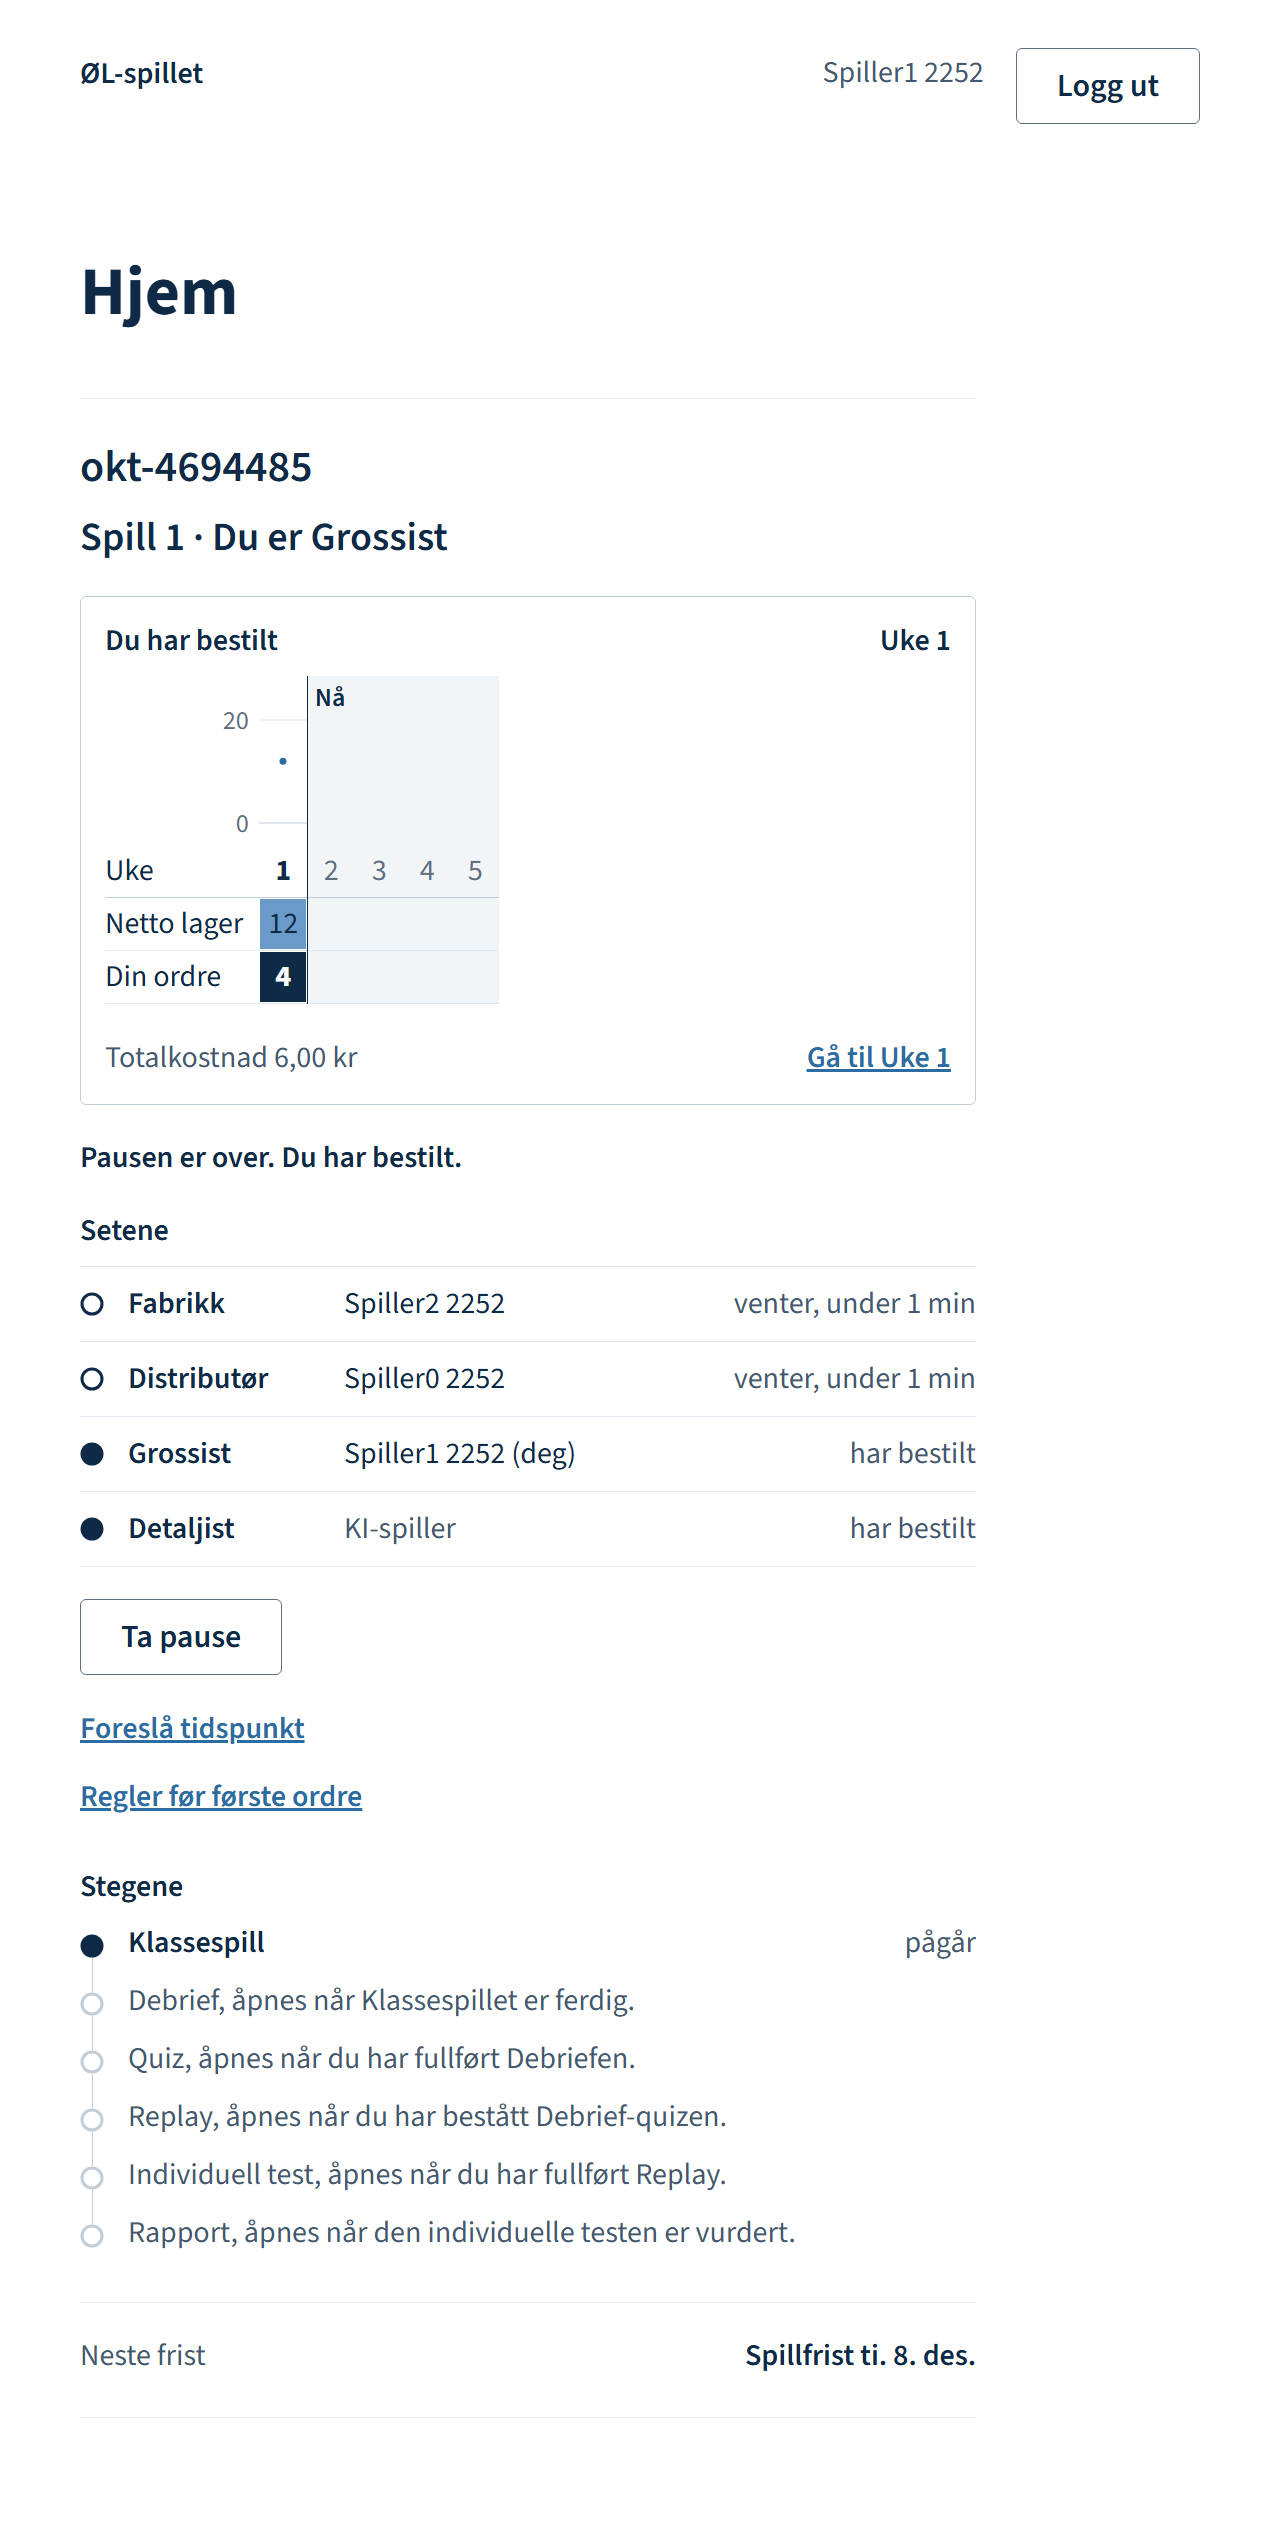 ØL-spillet
Spiller1 2252
Logg ut
Hjem
okt-4694485
Spill 1 · Du er Grossist
Du har bestilt
Uke 1
Nå
20
0
Uke 1 2 3 4 5
Netto lager 12
Din ordre 4
Totalkostnad 6,00 kr
Gå til Uke 1
Pausen er over. Du har bestilt.
Setene
Fabrikk Spiller2 2252 venter, under 1 min
Distributør Spiller0 2252 venter, under 1 min
Grossist Spiller1 2252 (deg) har bestilt
Detaljist KI-spiller har bestilt
Ta pause
Foreslå tidspunkt
Regler før første ordre
Stegene
Klassespill pågår
Debrief, åpnes når Klassespillet er ferdig.
Quiz, åpnes når du har fullført Debriefen.
Replay, åpnes når du har bestått Debrief-quizen.
Individuell test, åpnes når du har fullført Replay.
Rapport, åpnes når den individuelle testen er vurdert.
Neste frist Spillfrist ti. 8. des.